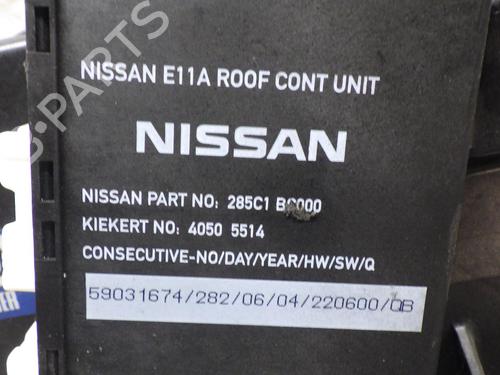 NISSAN E11A ROOF CONT UNIT
NISSAN
NISSAN PART NO: 285C1
KIEKERT NO: 4050 5514
CONSECUTIVE-NO/DAY/YEAR/HW/SW/Q
59031674/282/06/04/220600/QB
B-PARTS